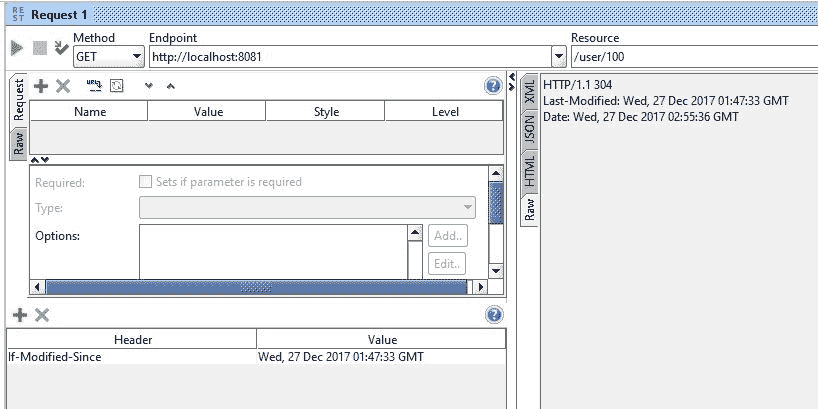 RE
ST
Request 1
Method
Endpoint
Resource
GET
http://localhost:8081
/user/100
Request
Raw
Name
Value
Style
Level
Required:
Sets if parameter is required
Type:
Options:
Add..
Edit..
Header
Value
If-Modified-Since
Wed, 27 Dec 2017 01:47:33 GMT
XML
JSON
HTML
Raw
HTTP/1.1 304
Last-Modified: Wed, 27 Dec 2017 01:47:33 GMT
Date: Wed, 27 Dec 2017 02:55:36 GMT